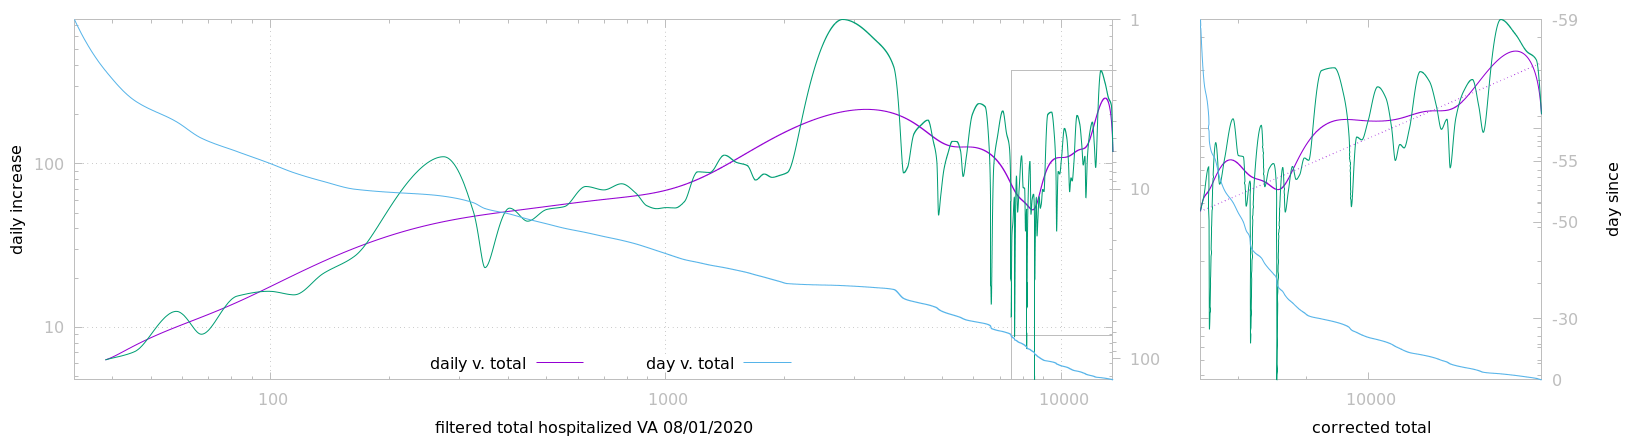 1
-59
100
-55
10
-50
daily increase
day since
-30
10
daily v. total
day v. total
100
0
100
1000
10000
10000
filtered total hospitalized VA 08/01/2020
corrected total